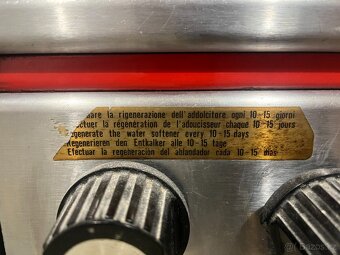 are la rigenerazione dell'addolcitore ogni 10-15 giorni
ctuer la régénération de l'adoucisseur chaque 10-15 jours
egenerate the water softener every 10-15 days
Regenerieren den Entkalker alle 10-15 tage
Efectuar la regeneración del ablandador cada 10-15 dias